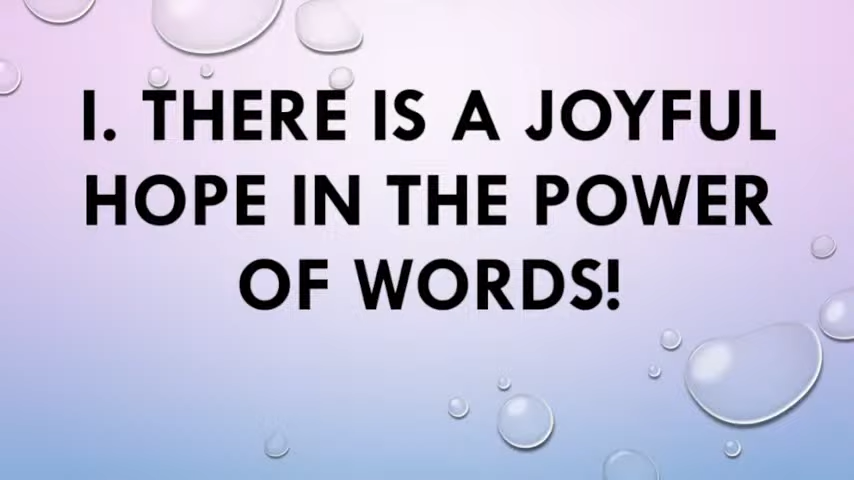 I. THERE IS A JOYFUL
HOPE IN THE POWER
OF WORDS!